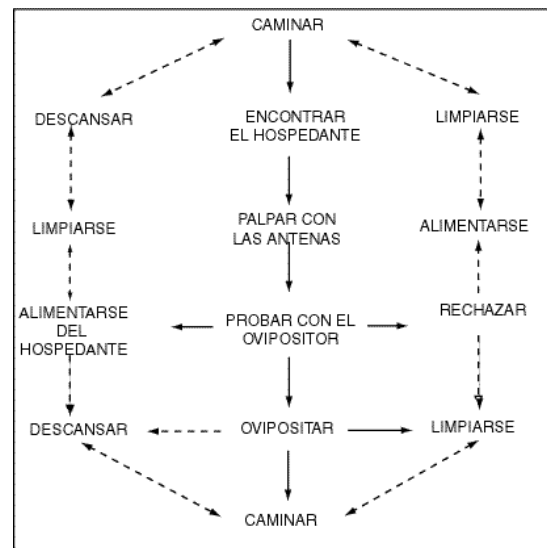 CAMINAR
DESCANSAR
ENCONTRAR
EL HOSPEDANTE
LIMPIARSE
LIMPIARSE
PALPAR CON
LAS ANTENAS
ALIMENTARSE
ALIMENTARSE
DEL
HOSPEDANTE
PROBAR CON EL
OVIPOSITOR
RECHAZAR
DESCANSAR
OVIPOSITAR
LIMPIARSE
CAMINAR